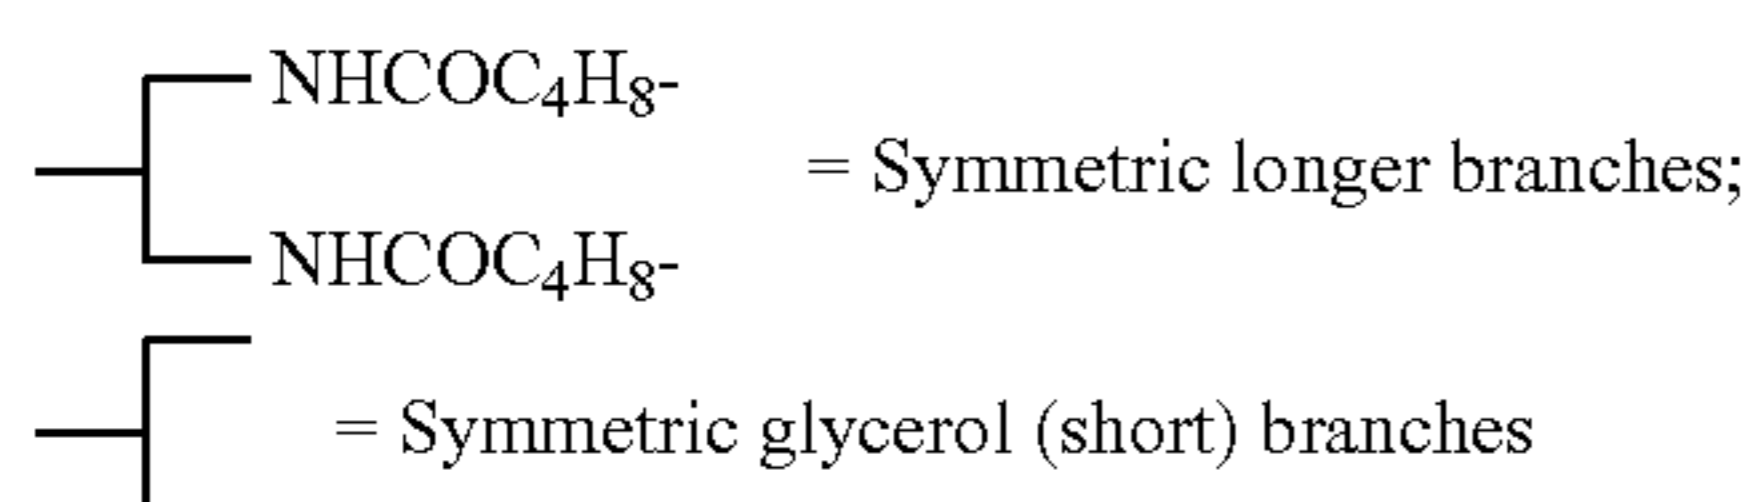 NHCOC₄H₈-
= Symmetric longer branches;
NHCOC₄H₈-
= Symmetric glycerol (short) branches